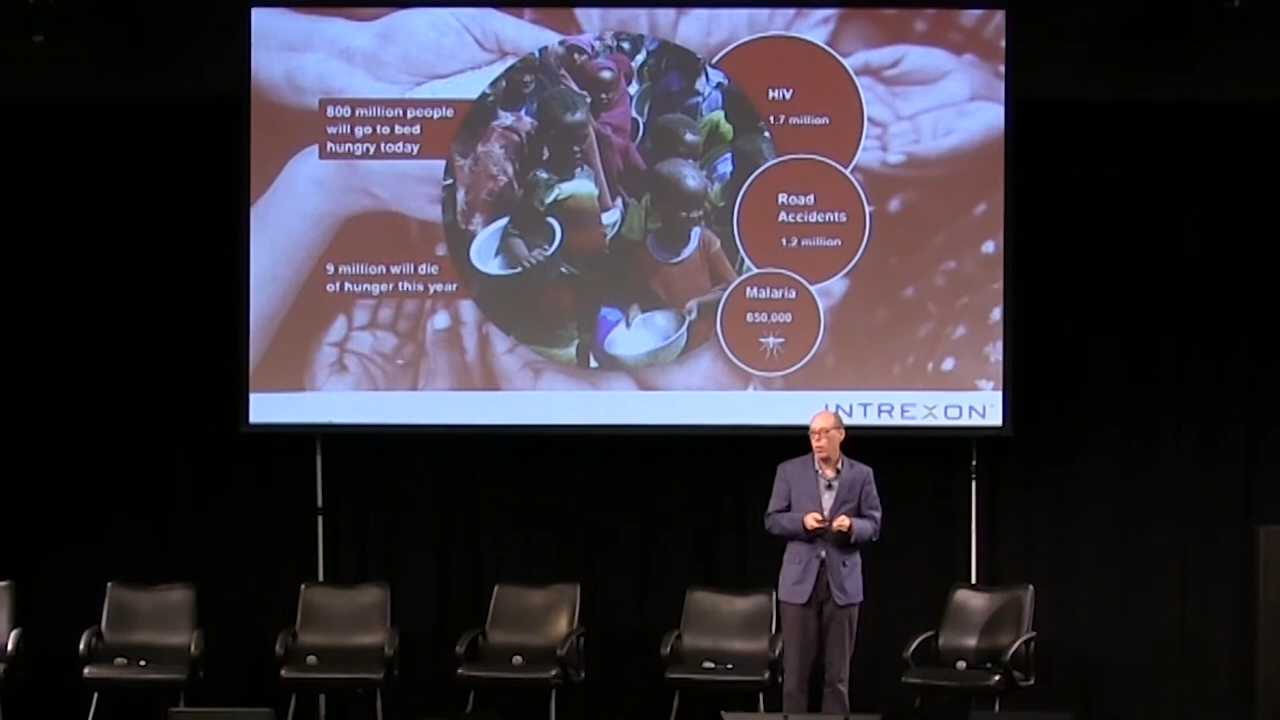 800 million people
will go to bed
hungry today
9 million will die
of hunger this year
HIV
1.7 million
Road
Accidents
1.2 million
Malaria
650,000
INTREXON